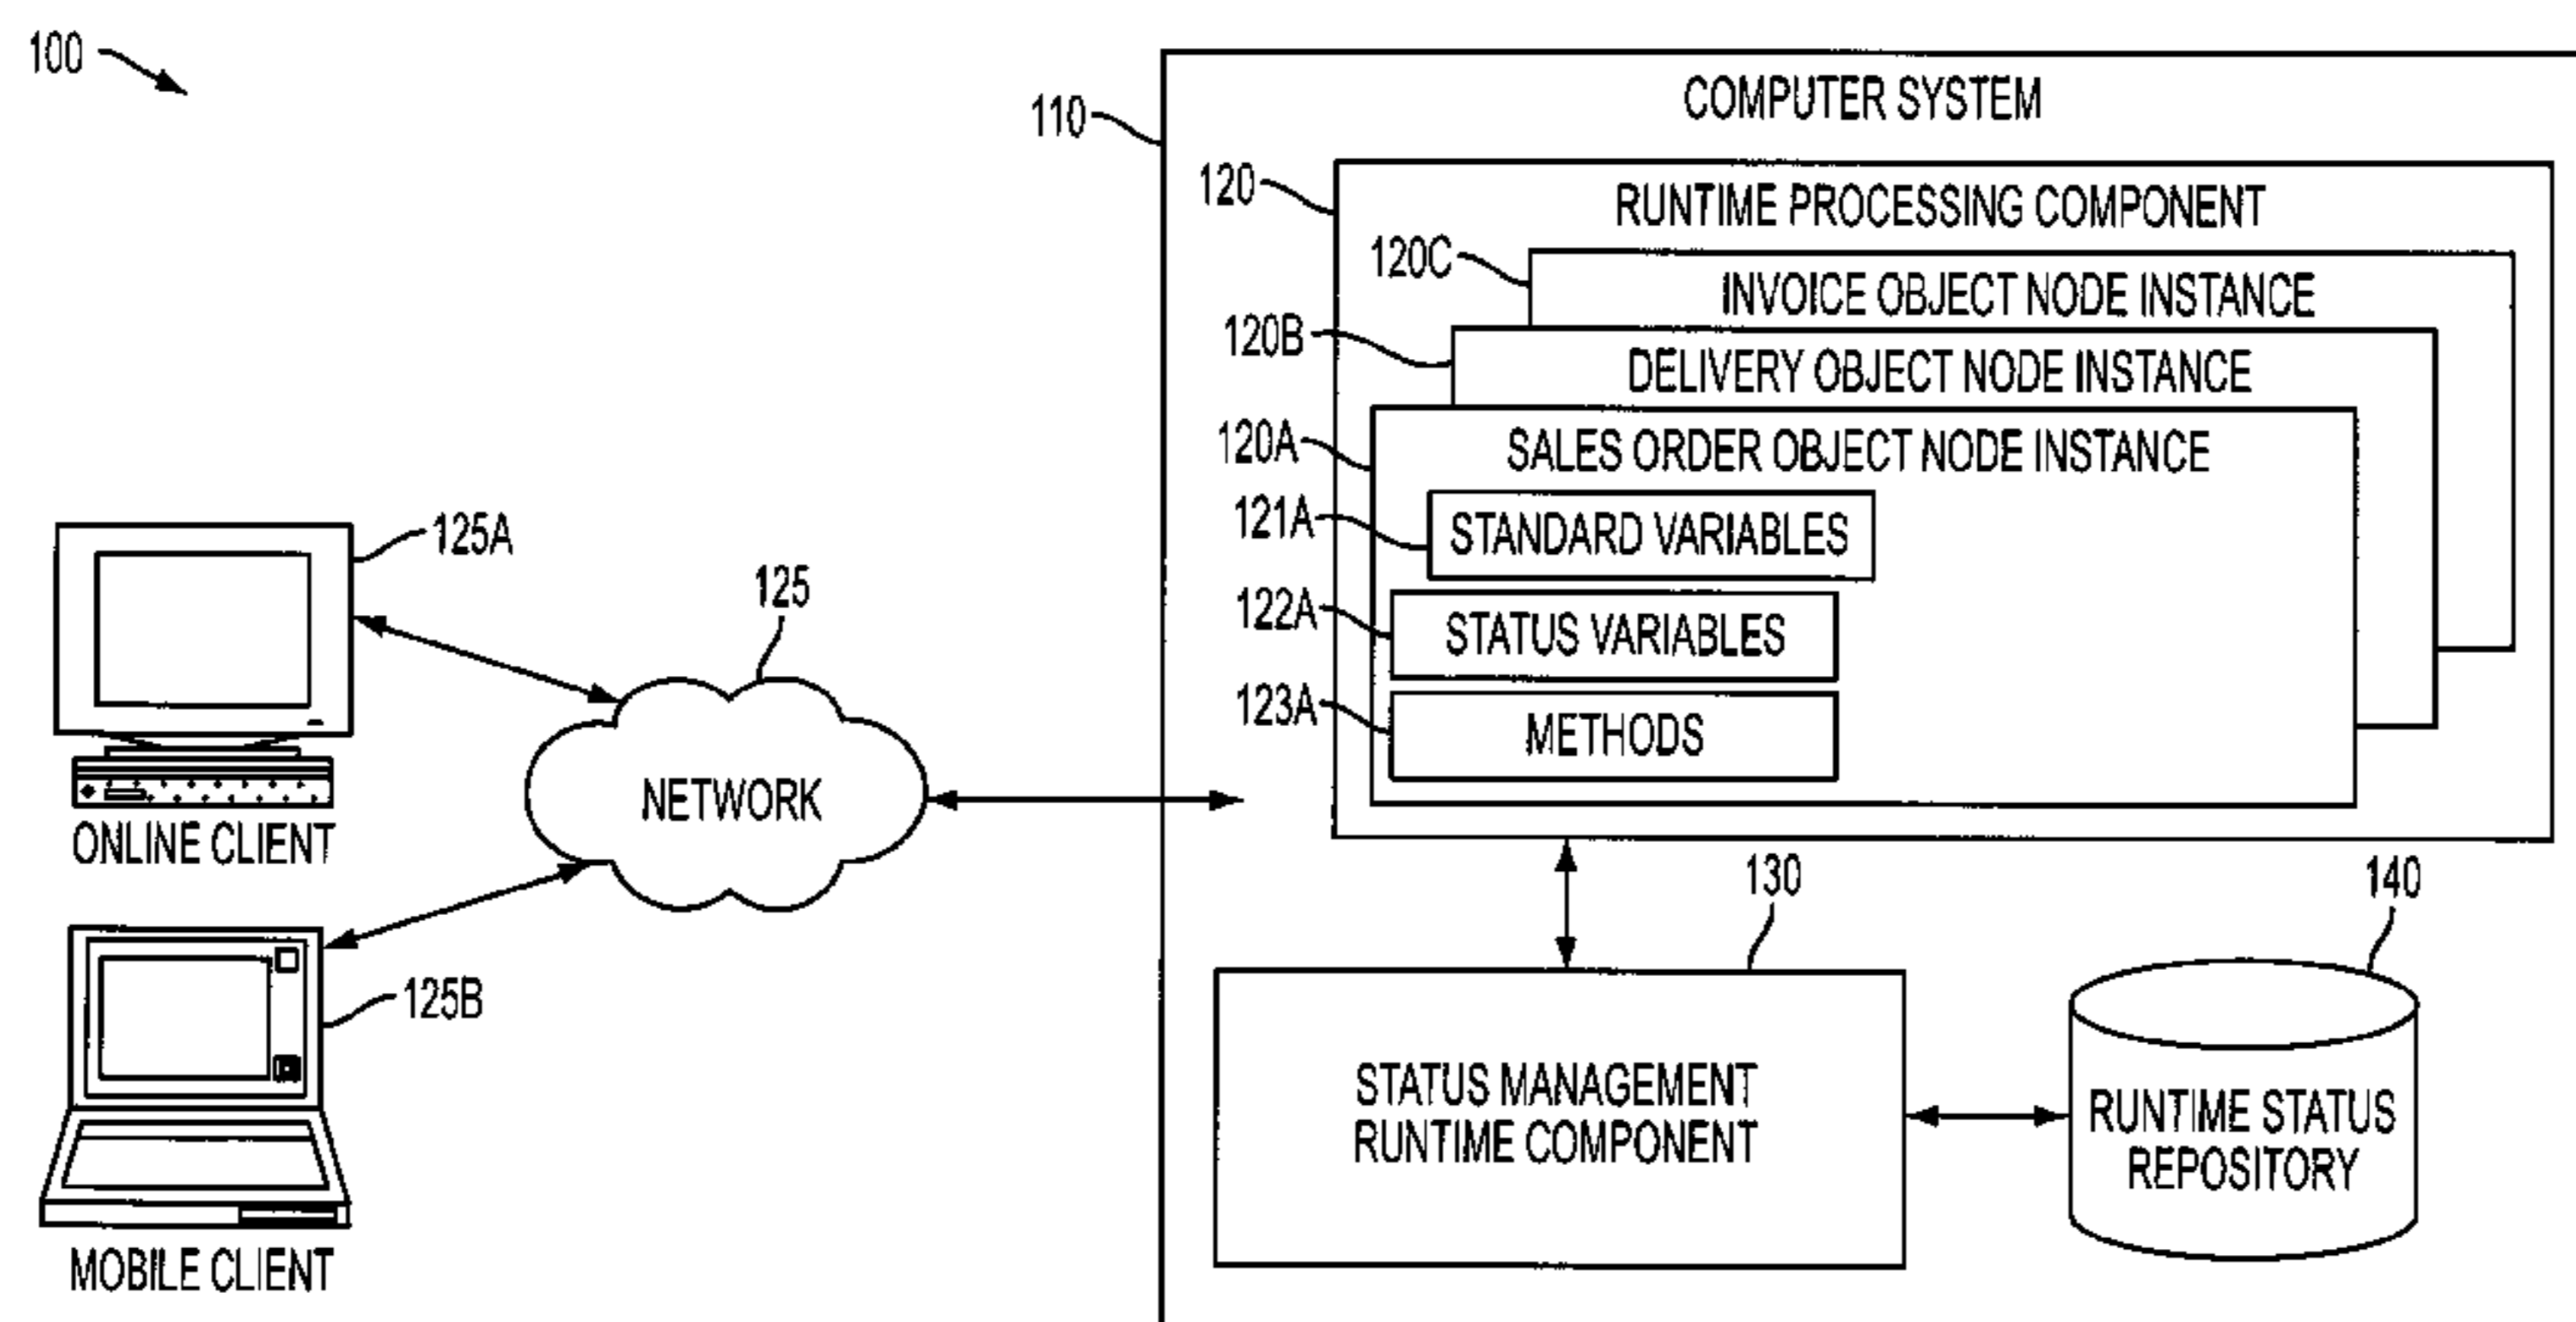 100
110
COMPUTER SYSTEM
120
RUNTIME PROCESSING COMPONENT
120C
INVOICE OBJECT NODE INSTANCE
120B
DELIVERY OBJECT NODE INSTANCE
120A
SALES ORDER OBJECT NODE INSTANCE
121A
STANDARD VARIABLES
122A
STATUS VARIABLES
123A
METHODS
125A
125
NETWORK
ONLINE CLIENT
125B
MOBILE CLIENT
130
STATUS MANAGEMENT
RUNTIME COMPONENT
140
RUNTIME STATUS
REPOSITORY